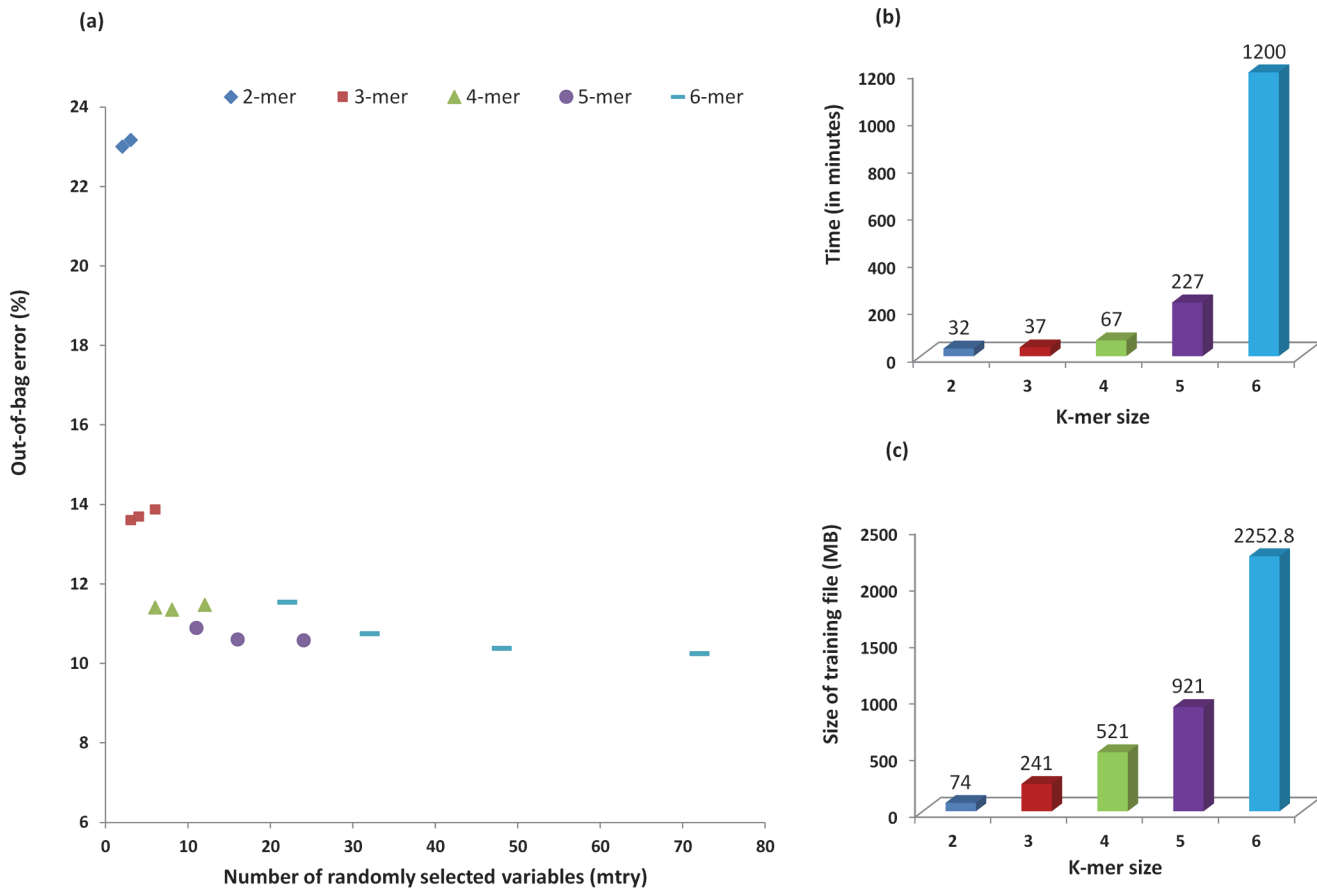 (a)
2-mer 3-mer 4-mer 5-mer 6-mer
24
22
20
18
16
14
12
10
8
6
0 10 20 30 40 50 60 70 80
Out-of-bag error (%)
Number of randomly selected variables (mtry)
(b)
1200
1000
800
600
400
200
0
Time (in minutes)
32 37 67 227 1200
2 3 4 5 6
K-mer size
(c)
2500
2000
1500
1000
500
0
Size of training file (MB)
74 241 521 921 2252.8
2 3 4 5 6
K-mer size